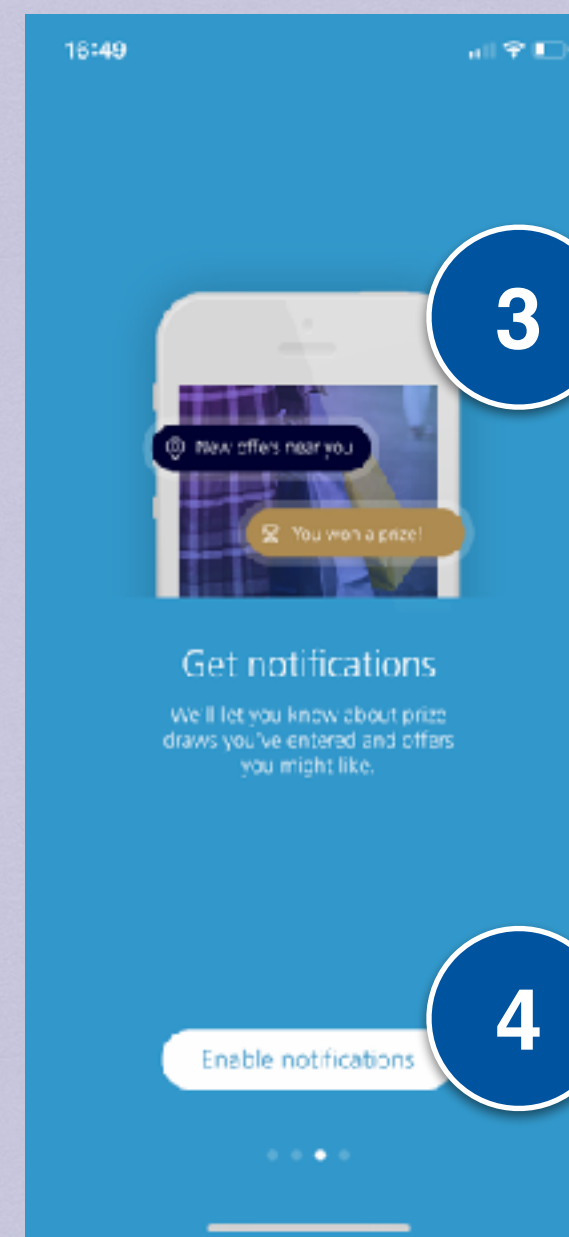 16:49
3
New offers near you
You won a prize!
Get notifications
We'll let you know about prize
draws you've entered and offers
you might like.
4
Enable notifications